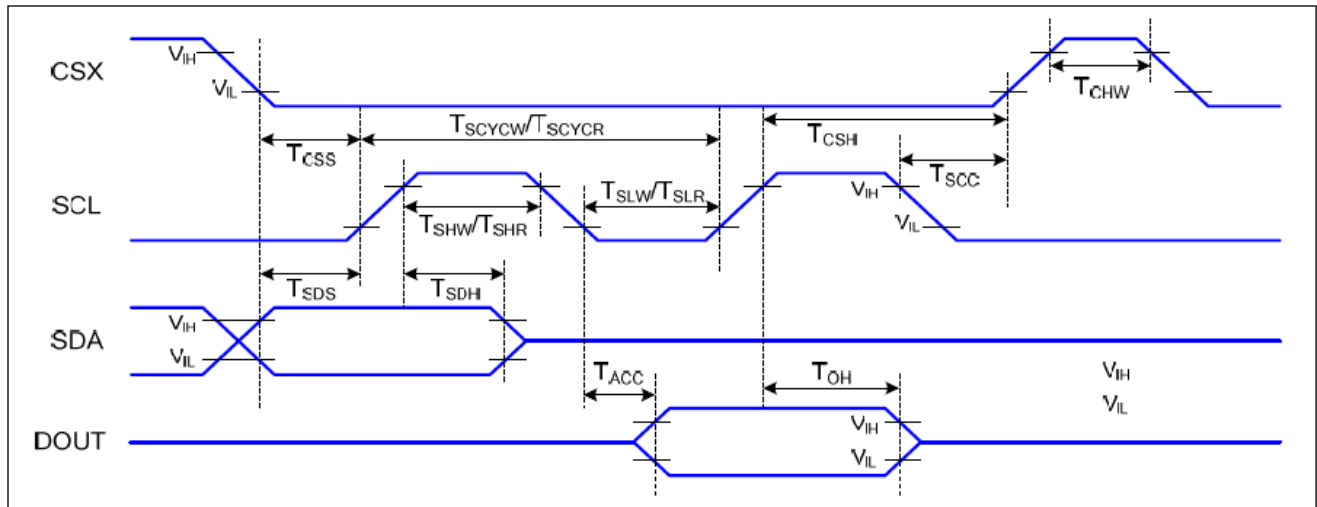 CSX
VIH
VIL
TCHW
TCSS
TSCYCW/TSCYCR
TCSH
TSCC
SCL
TSHW/TSHR
TSLW/TSLR
VIH
VIL
TSDS
TSDH
SDA
VIH
VIL
TACC
TOH
VIH
VIL
DOUT
VIH
VIL